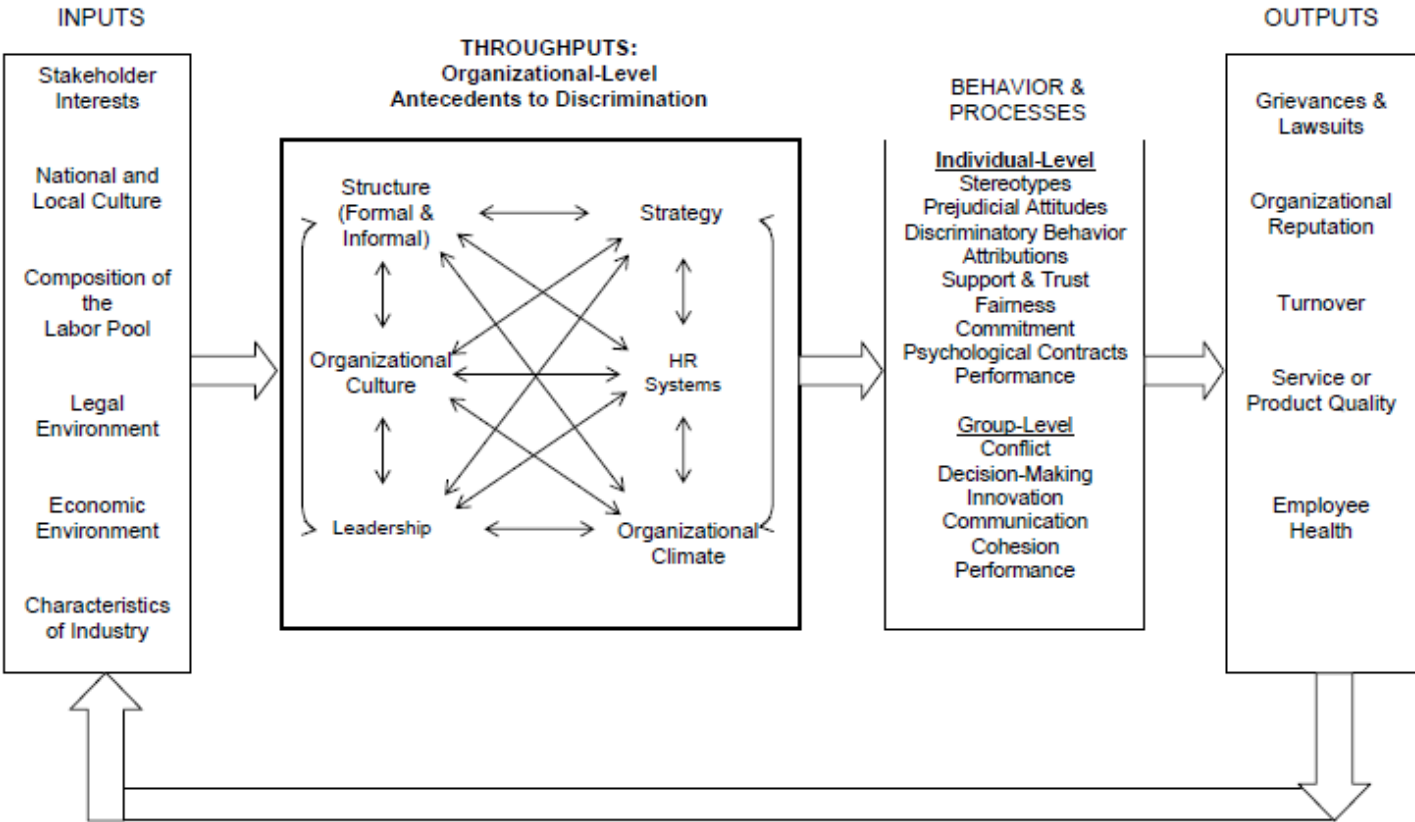 INPUTS
Stakeholder
Interests
National and
Local Culture
Composition of
the
Labor Pool
Legal
Environment
Economic
Environment
Characteristics
of Industry
THROUGHPUTS:
Organizational-Level
Antecedents to Discrimination
Structure
(Formal &
Informal)
Strategy
Organizational
Culture
HR
Systems
Leadership
Organizational
Climate
BEHAVIOR &
PROCESSES
Individual-Level
Stereotypes
Prejudicial Attitudes
Discriminatory Behavior
Attributions
Support & Trust
Fairness
Commitment
Psychological Contracts
Performance
Group-Level
Conflict
Decision-Making
Innovation
Communication
Cohesion
Performance
OUTPUTS
Grievances &
Lawsuits
Organizational
Reputation
Turnover
Service or
Product Quality
Employee
Health